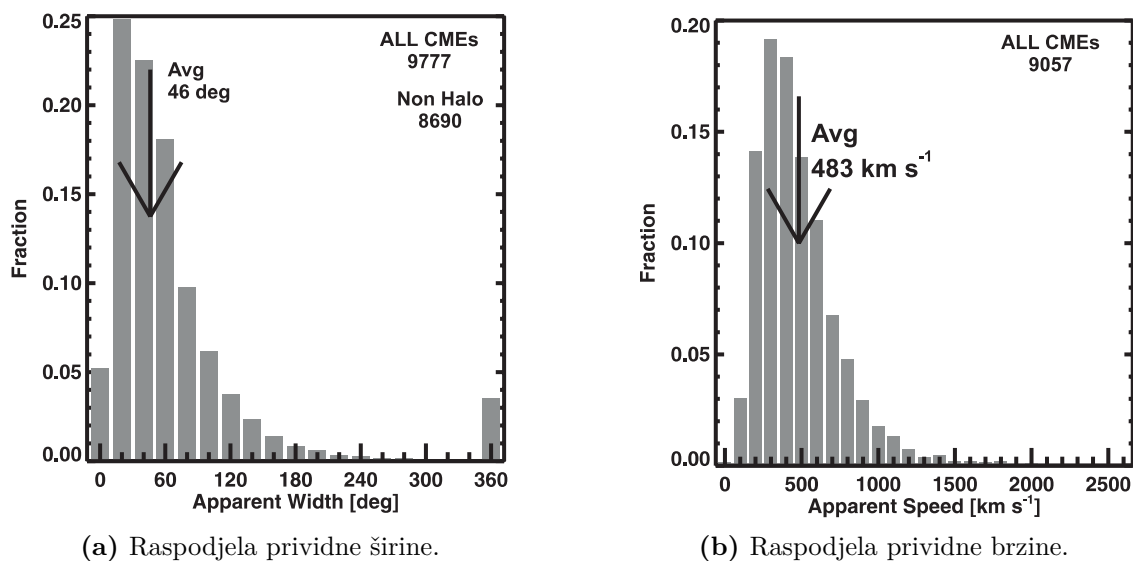 0.25
0.20
0.15
0.10
0.05
0.00
Fraction
ALL CMEs
9777
Avg
46 deg
Non Halo
8690
0 60 120 180 240 300 360
Apparent Width [deg]
(a) Raspodjela prividne širine.
0.20
0.15
0.10
0.05
0.00
Fraction
ALL CMEs
9057
Avg
483 km s⁻¹
0 500 1000 1500 2000 2500
Apparent Speed [km s⁻¹]
(b) Raspodjela prividne brzine.